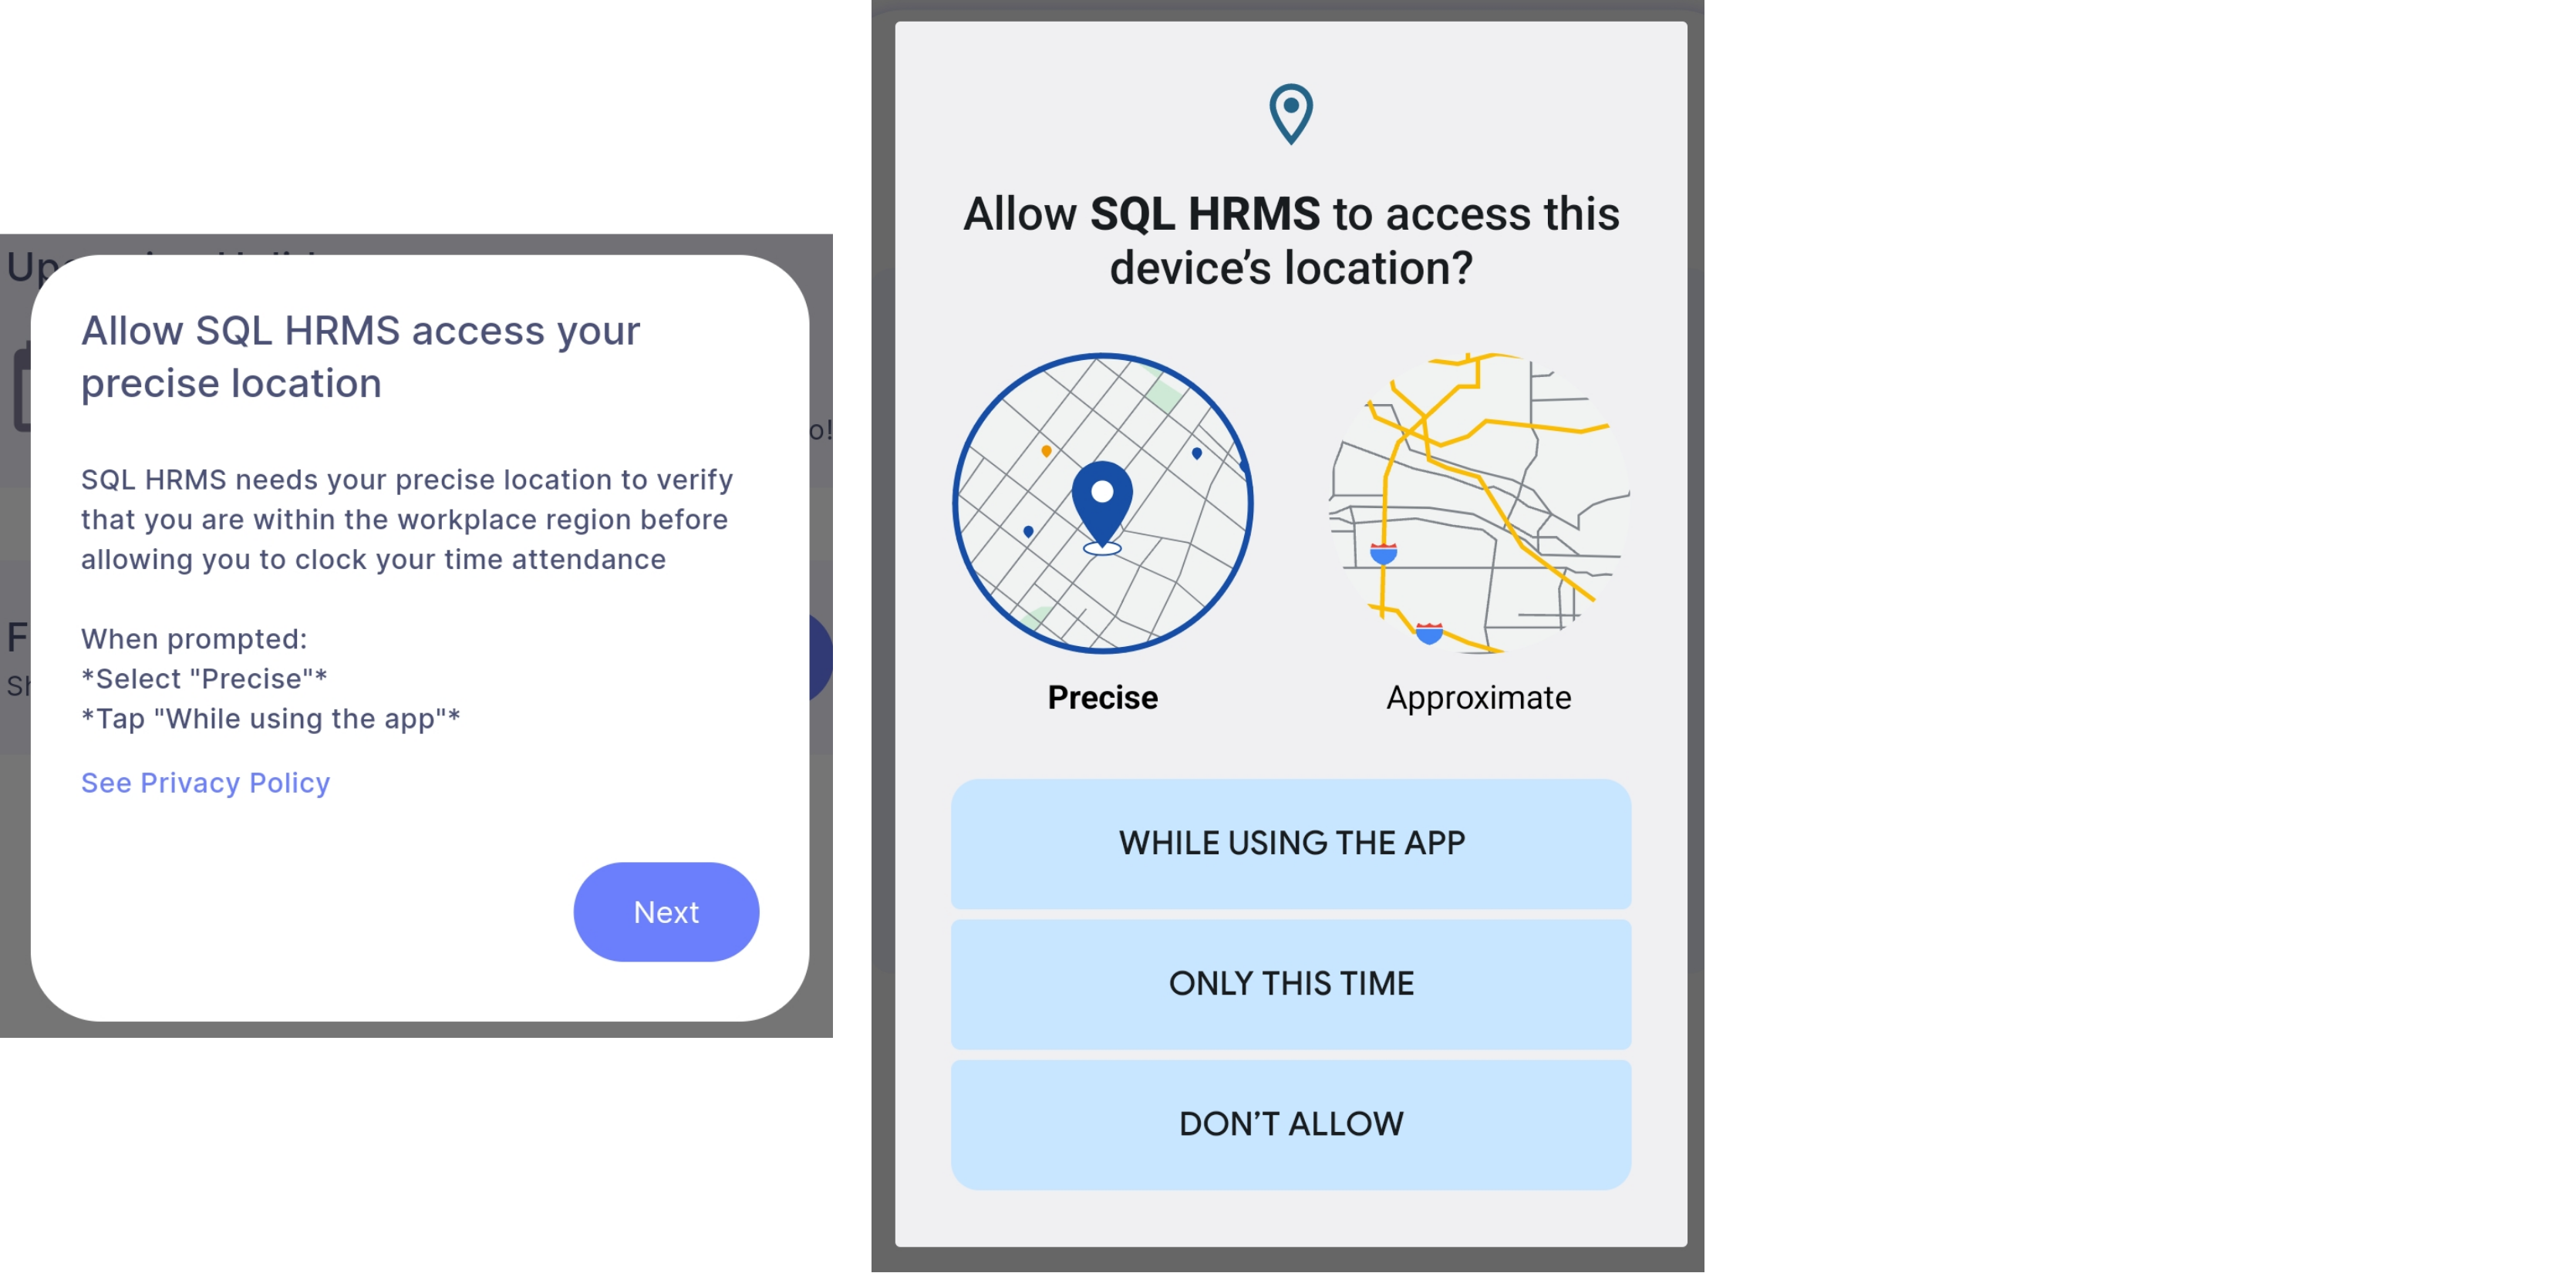 Allow SQL HRMS access your
precise location
SQL HRMS needs your precise location to verify
that you are within the workplace region before
allowing you to clock your time attendance
When prompted:
*Select "Precise"*
*Tap "While using the app"*
See Privacy Policy
Next
Allow SQL HRMS to access this
device’s location?
Precise
Approximate
WHILE USING THE APP
ONLY THIS TIME
DON’T ALLOW